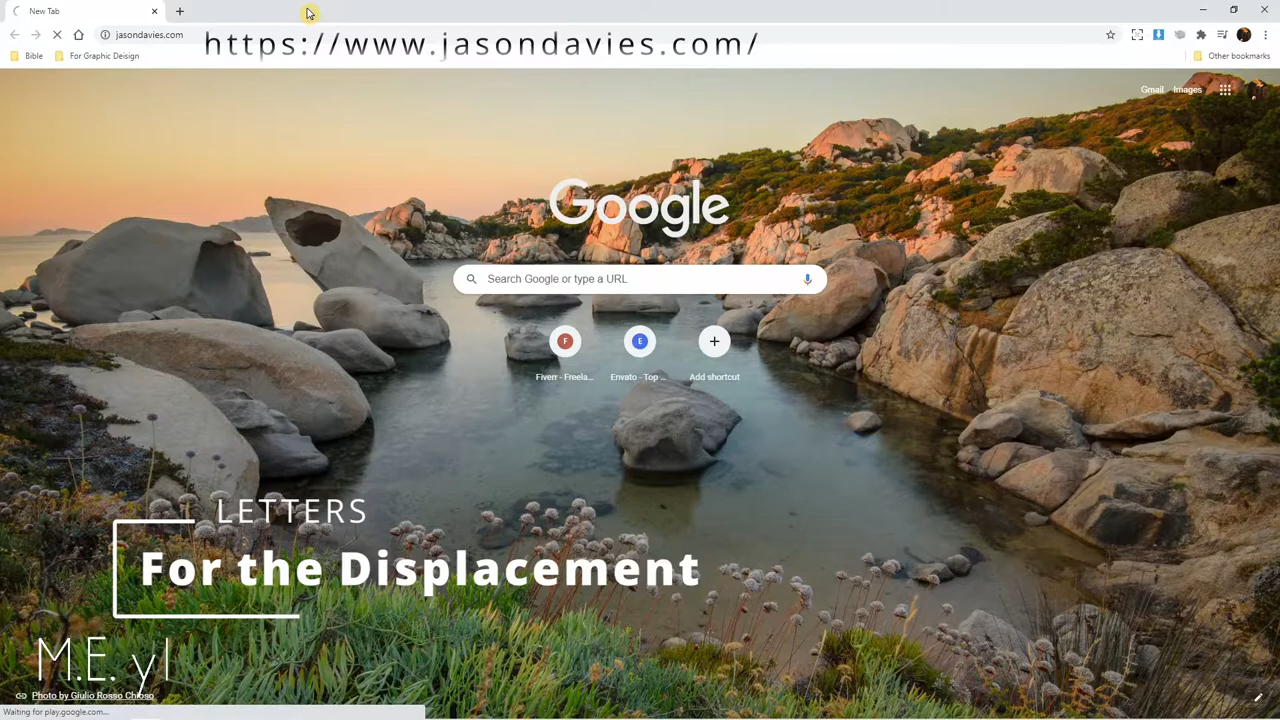 New Tab
jasondavies.com
https://www.jasondavies.com/
Bible
For Graphic Deisign
Other bookmarks
Gmail
Images
Google
Search Google or type a URL
F
E
Fiverr - Freela...
Envato - Top ...
Add shortcut
LETTERS
For the Displacement
M.E. yl
Photo by Giulio Rosso Chioso
Waiting for play.google.com...